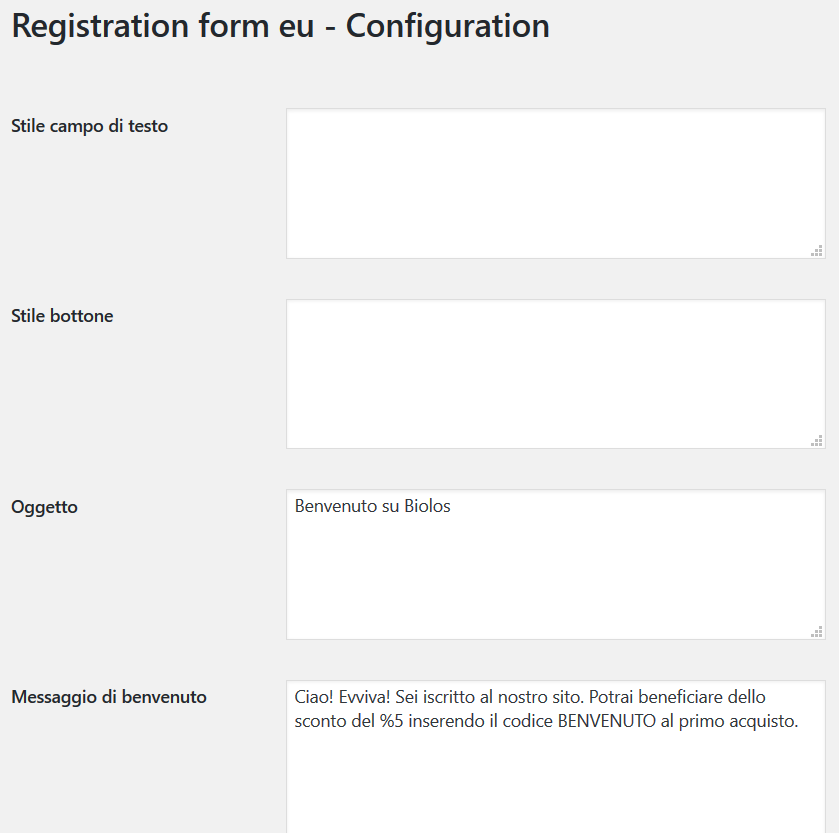 Registration form eu - Configuration
Stile campo di testo
Stile bottone
Oggetto
Benvenuto su Biolos
Messaggio di benvenuto
Ciao! Evviva! Sei iscritto al nostro sito. Potrai beneficiare dello
sconto del %5 inserendo il codice BENVENUTO al primo acquisto.